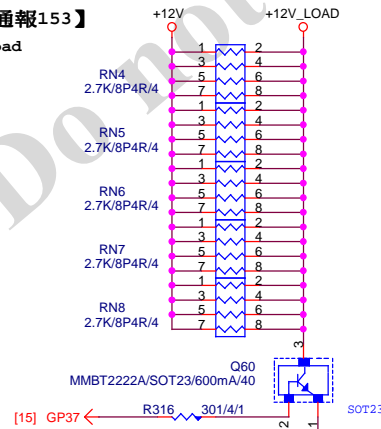 通報153】
oad
+12V
+12V_LOAD
1 2
3 4
RN4
5 6
2.7K/8P4R/4
7 8
1 2
3 4
RN5
5 6
2.7K/8P4R/4
7 8
1 2
3 4
RN6
5 6
2.7K/8P4R/4
7 8
1 2
3 4
RN7
5 6
2.7K/8P4R/4
7 8
1 2
3 4
RN8
5 6
2.7K/8P4R/4
7 8
3
Q60
MMBT2222A/SOT23/600mA/40
SOT23
R316 301/4/1
[15] GP37
2 1
Do not